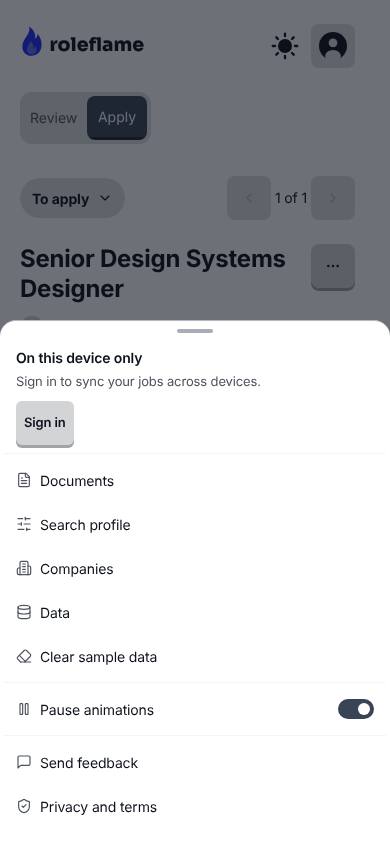 roleflame
Review
Apply
To apply
1 of 1
Senior Design Systems
Designer
...
On this device only
Sign in to sync your jobs across devices.
Sign in
Documents
Search profile
Companies
Data
Clear sample data
Pause animations
Send feedback
Privacy and terms